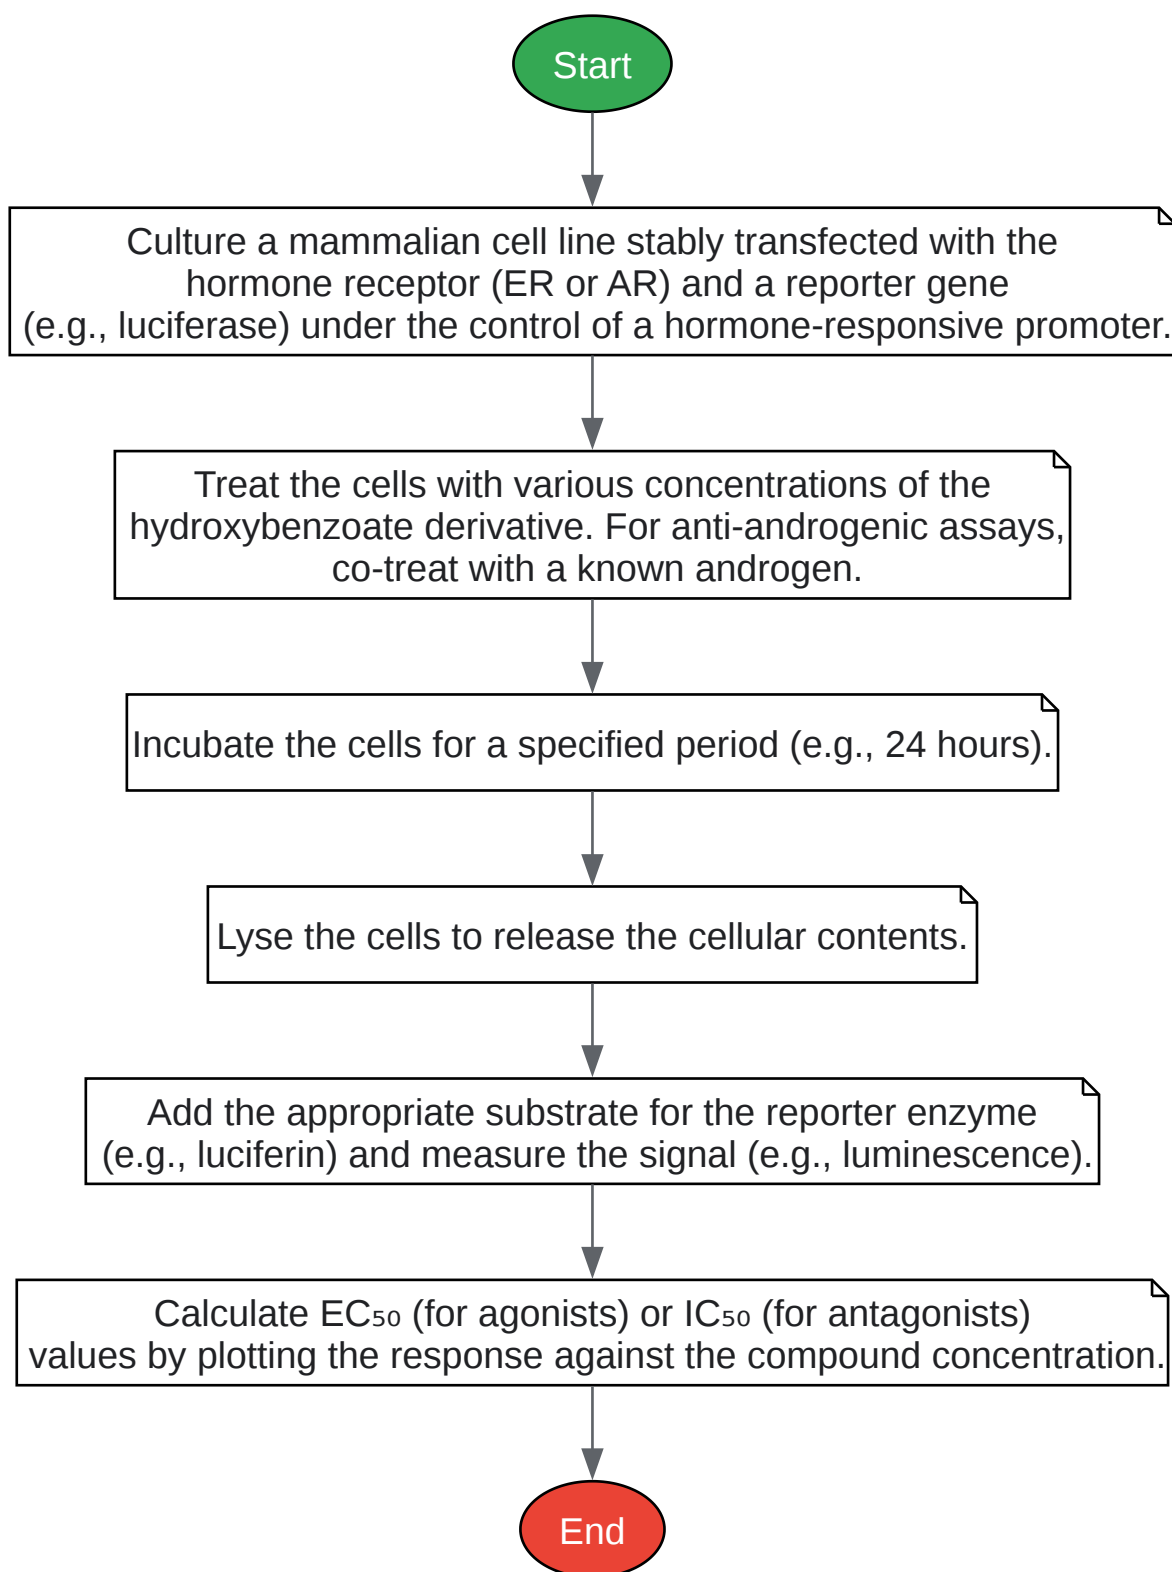 Start
Culture a mammalian cell line stably transfected with the
hormone receptor (ER or AR) and a reporter gene
(e.g., luciferase) under the control of a hormone-responsive promoter.
Treat the cells with various concentrations of the
hydroxybenzoate derivative. For anti-androgenic assays,
co-treat with a known androgen.
Incubate the cells for a specified period (e.g., 24 hours).
Lyse the cells to release the cellular contents.
Add the appropriate substrate for the reporter enzyme
(e.g., luciferin) and measure the signal (e.g., luminescence).
Calculate EC₅₀ (for agonists) or IC₅₀ (for antagonists)
values by plotting the response against the compound concentration.
End